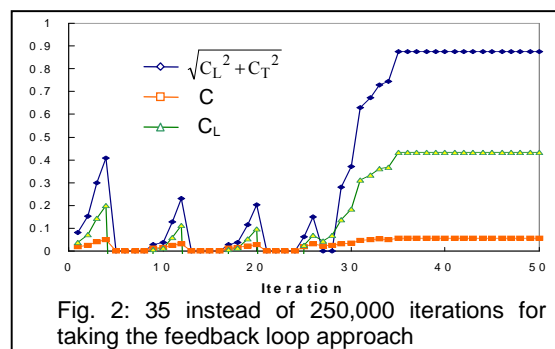 1
0.9
0.8
0.7
0.6
0.5
0.4
0.3
0.2
0.1
0
√C_L² + C_T²
C
C_L
0 10 20 30 40 50
Iteration
Fig. 2: 35 instead of 250,000 iterations for
taking the feedback loop approach